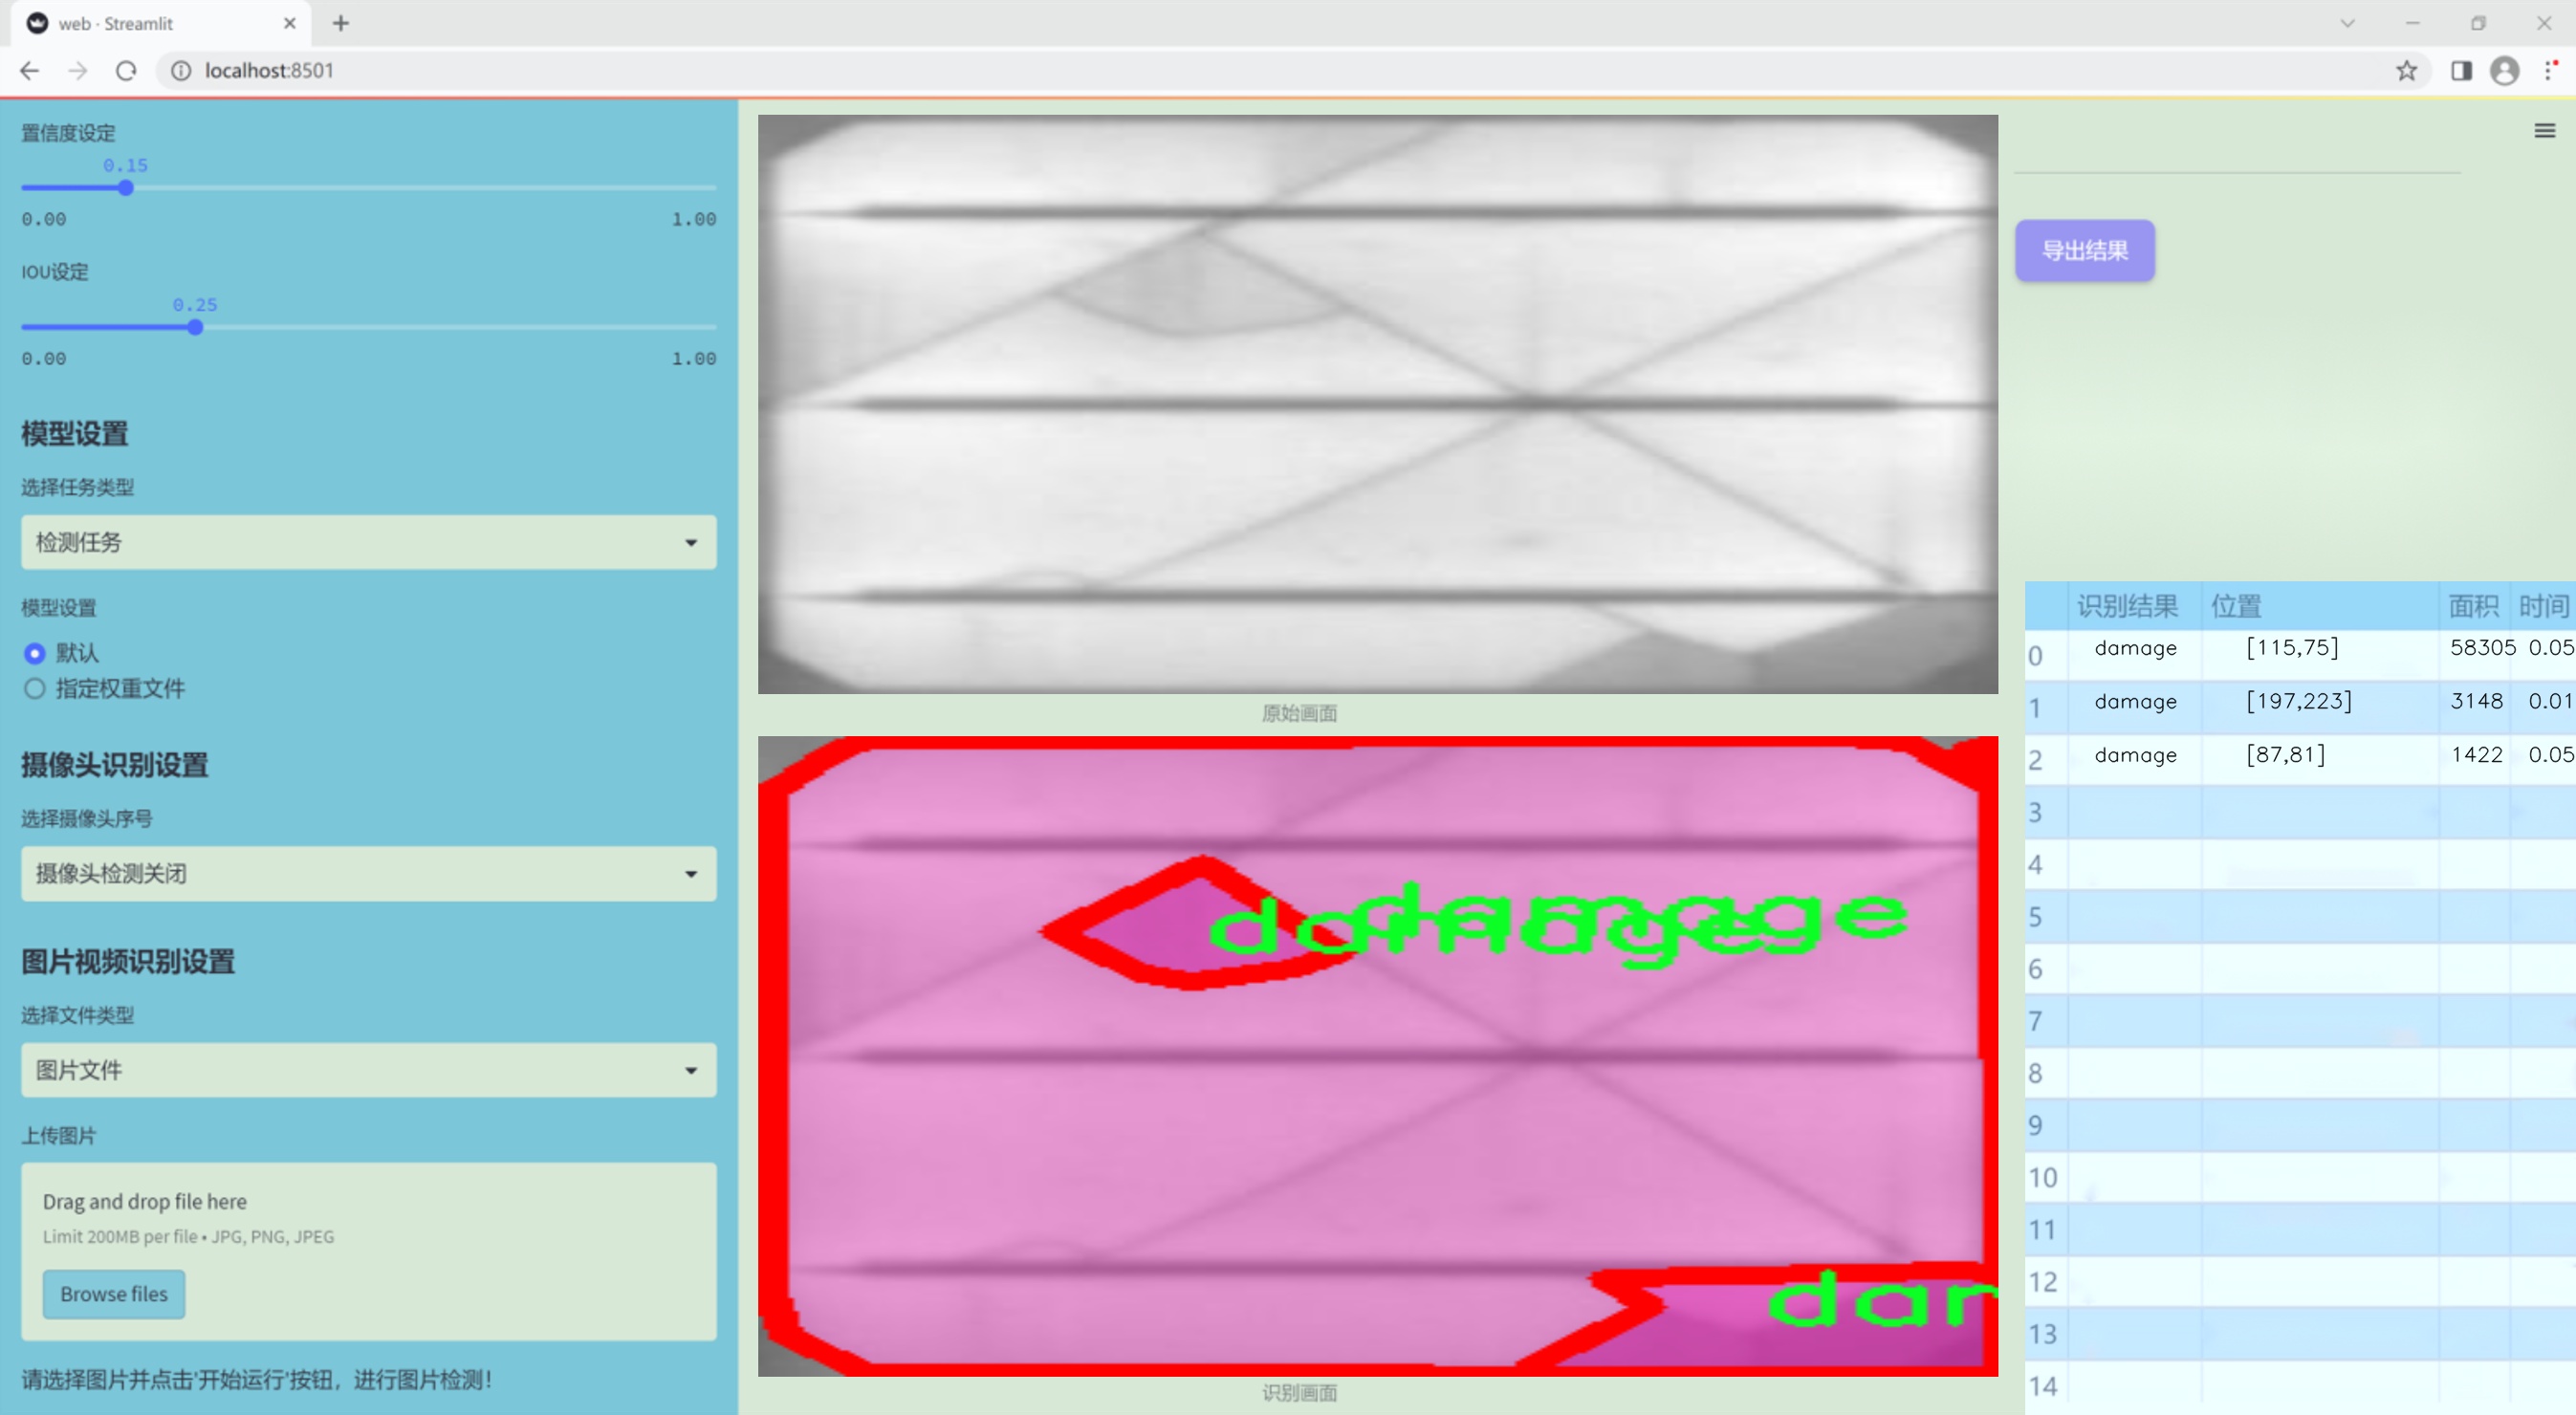 web · Streamlit
localhost:8501
置信度设定
0.15
0.00 1.00
IOU设定
0.25
0.00 1.00
模型设置
选择任务类型
检测任务
模型设置
默认
指定权重文件
摄像头识别设置
选择摄像头序号
摄像头检测关闭
图片视频识别设置
选择文件类型
图片文件
上传图片
Drag and drop file here
Limit 200MB per file • JPG, PNG, JPEG
Browse files
请选择图片并点击'开始运行'按钮，进行图片检测！
原始画面
damage
damage
dar
识别画面
导出结果
识别结果 位置 面积 时间
0 damage [115,75] 58305 0.05
1 damage [197,223] 3148 0.01
2 damage [87,81] 1422 0.05
3
4
5
6
7
8
9
10
11
12
13
14